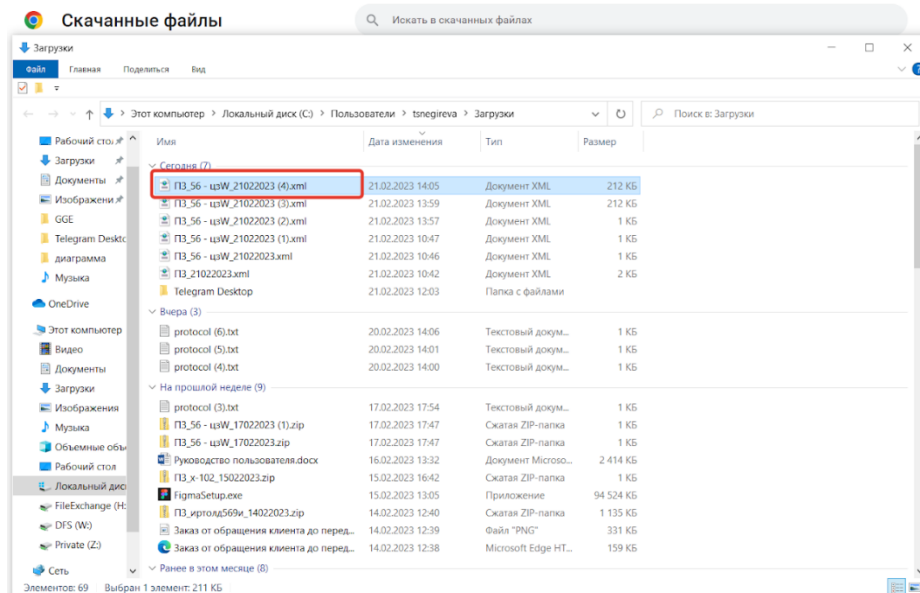 Скачанные файлы
Искать в скачанных файлах
Загрузки
Файл Главная Поделиться Вид
Этот компьютер > Локальный диск (C:) > Пользователи > tsnegireva > Загрузки
Поиск в: Загрузки
Имя Дата изменения Тип Размер
Сегодня (7)
ПЗ_56 - цзW_21022023 (4).xml 21.02.2023 14:05 Документ XML 212 КБ
ПЗ_56 - цзW_21022023 (3).xml 21.02.2023 13:59 Документ XML 212 КБ
ПЗ_56 - цзW_21022023 (2).xml 21.02.2023 13:57 Документ XML 1 КБ
ПЗ_56 - цзW_21022023 (1).xml 21.02.2023 10:47 Документ XML 1 КБ
ПЗ_56 - цзW_21022023.xml 21.02.2023 10:46 Документ XML 1 КБ
ПЗ_21022023.xml 21.02.2023 10:42 Документ XML 2 КБ
Telegram Desktop 21.02.2023 12:03 Папка с файлами
Вчера (3)
protocol (6).txt 20.02.2023 14:06 Текстовый докум... 1 КБ
protocol (5).txt 20.02.2023 14:01 Текстовый докум... 1 КБ
protocol (4).txt 20.02.2023 14:00 Текстовый докум... 1 КБ
На прошлой неделе (9)
protocol (3).txt 17.02.2023 17:54 Текстовый докум... 1 КБ
ПЗ_56 - цзW_17022023 (1).zip 17.02.2023 17:47 Сжатая ZIP-папка 1 КБ
ПЗ_56 - цзW_17022023.zip 17.02.2023 17:47 Сжатая ZIP-папка 1 КБ
Руководство пользователя.docx 16.02.2023 13:32 Документ Microso... 2 414 КБ
ПЗ_х-102_15022023.zip 15.02.2023 16:42 Сжатая ZIP-папка 1 КБ
FigmaSetup.exe 15.02.2023 13:05 Приложение 94 524 КБ
ПЗ_иртолд569и_14022023.zip 14.02.2023 12:40 Сжатая ZIP-папка 1 135 КБ
Заказ от обращения клиента до перед... 14.02.2023 12:39 Файл "PNG" 331 КБ
Заказ от обращения клиента до перед... 14.02.2023 12:38 Microsoft Edge HT... 159 КБ
Ранее в этом месяце (8)
Рабочий стол
Загрузки
Документы
Изображени
GGE
Telegram Deskto
диаграмма
Музыка
OneDrive
Этот компьютер
Видео
Документы
Загрузки
Изображения
Музыка
Объемные объ
Рабочий стол
Локальный дис
FileExchange (H:
DFS (W:)
Private (Z:)
Сеть
Элементов: 69 Выбран 1 элемент: 211 КБ